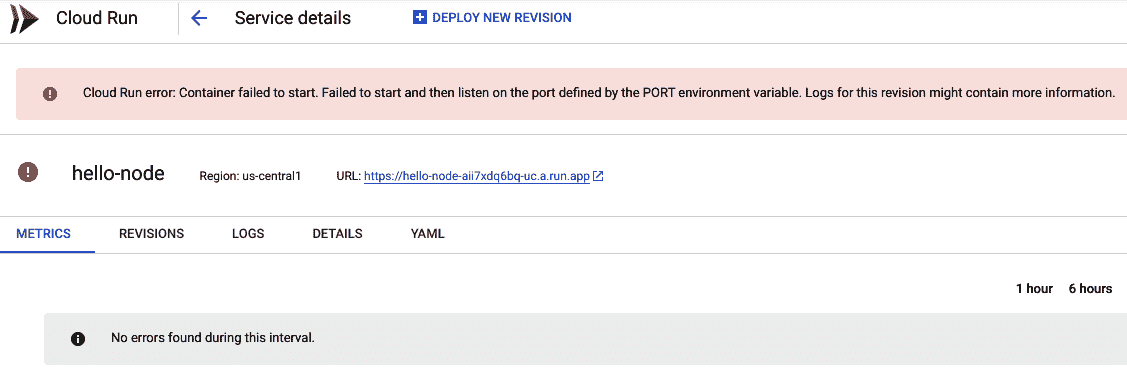 Cloud Run Service details DEPLOY NEW REVISION
Cloud Run error: Container failed to start. Failed to start and then listen on the port defined by the PORT environment variable. Logs for this revision might contain more information.
hello-node Region: us-central1 URL: https://hello-node-aii7xdq6bq-uc.a.run.app
METRICS REVISIONS LOGS DETAILS YAML
1 hour 6 hours
No errors found during this interval.